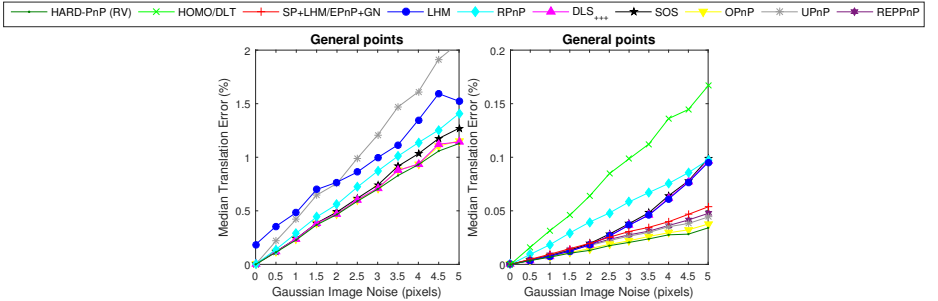 HARD-PnP (RV) HOMO/DLT SP+LHM/EPnP+GN LHM RPnP DLS+++ SOS OPnP UPnP REPPnP
General points General points
2
1.5
1
0.5
0
Median Translation Error (%)
0 0.5 1 1.5 2 2.5 3 3.5 4 4.5 5
Gaussian Image Noise (pixels)
0.2
0.15
0.1
0.05
0
Median Translation Error (%)
0 0.5 1 1.5 2 2.5 3 3.5 4 4.5 5
Gaussian Image Noise (pixels)